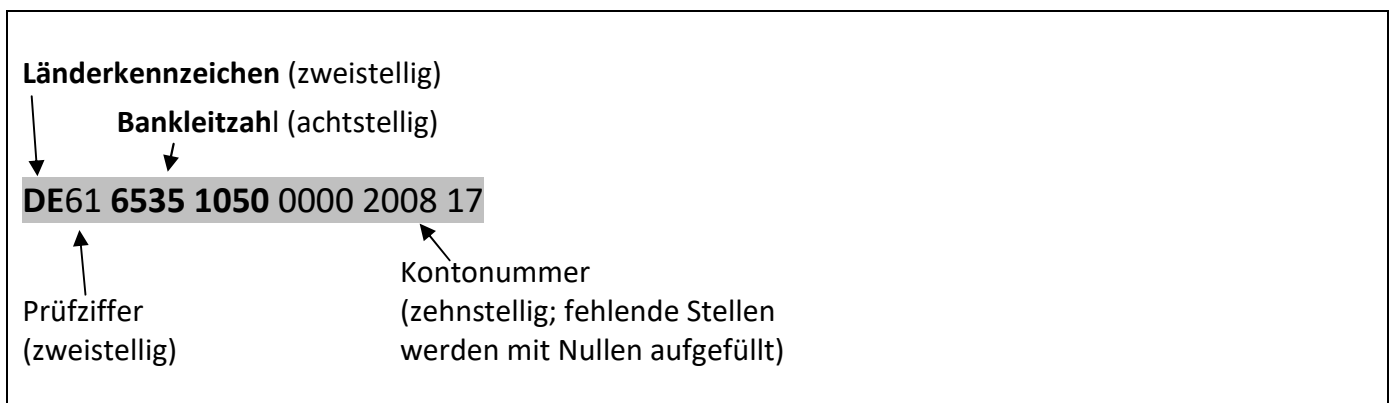 Länderkennzeichen (zweistellig)
Bankleitzahl (achtstellig)
DE61 6535 1050 0000 2008 17
Kontonummer
Prüfziffer (zehnstellig; fehlende Stellen
(zweistellig) werden mit Nullen aufgefüllt)